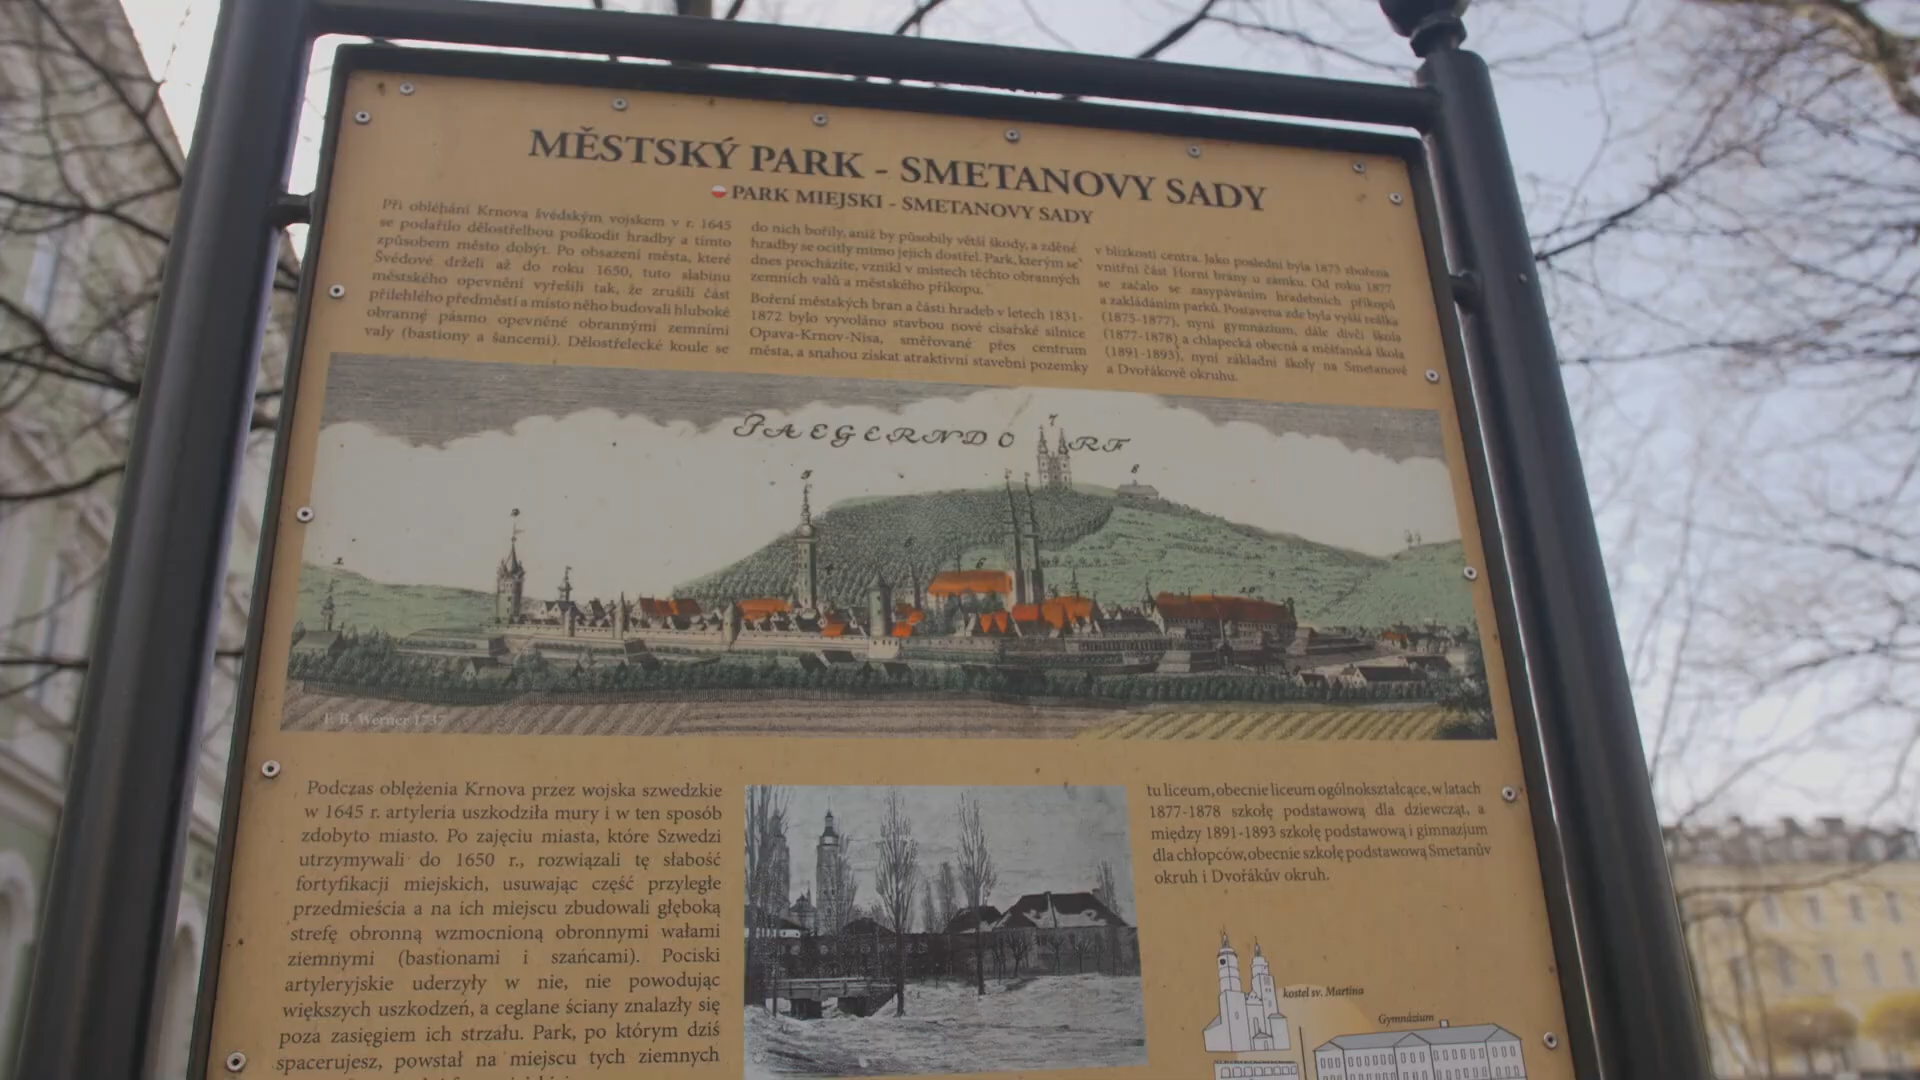 MĚSTSKÝ PARK - SMETANOVY SADY
PARK MIEJSKI - SMETANOVY SADY
Při obléhání Krnova švédským vojskem v r. 1645
se podařilo dělostřelbou poškodit hradby a tímto
způsobem město dobýt. Po obsazení města, které
Švédové drželi až do roku 1650, tuto slabinu
městského opevnění vyřešili tak, že zrušili část
přilehlého předměstí a místo něho budovali hluboké
obranný pásmo opevněné obrannými zemními
valy (bastiony a šancemi). Dělostřelecké koule se
do nich bořily, aniž by působily větší škody, a zděné
hradby se ocitly mimo jejich dostřel. Park, kterým se
dnes procházíte, vznikl v místech těchto obranných
zemních valů a městského příkopu.
Boření městských bran a části hradeb v letech 1831-
1872 bylo vyvoláno stavbou nové císařské silnice
Opava-Krnov-Nisa, směřované přes centrum
města, a snahou získat atraktivní stavební pozemky
v blízkosti centra. Jako poslední byla 1873 zbořena
vnitřní část Horní brány u zámku. Od roku 1877
se začalo se zasypáváním hradebních příkopů
a zakládáním parků. Postavena zde byla vyšší reálka
(1875-1877), nyní gymnázium, dále dívčí škola
(1877-1878) a chlapecká obecná a měšťanská škola
(1891-1893), nyní základní školy na Smetanově
a Dvořákově okruhu.
JAEGERNDORF
7
8
5
1
6
10
F. B. Werner 1737
Podczas oblężenia Krnova przez wojska szwedzkie
w 1645 r. artyleria uszkodziła mury i w ten sposób
zdobyto miasto. Po zajęciu miasta, które Szwedzi
utrzymywali do 1650 r., rozwiązali tę słabość
fortyfikacji miejskich, usuwając część przyległe
przedmieścia a na ich miejscu zbudowali głęboką
strefę obronną wzmocnioną obronnymi wałami
ziemnymi (bastionami i szańcami). Pociski
artyleryjskie uderzyły w nie, nie powodując
większych uszkodzeń, a ceglane ściany znalazły się
poza zasięgiem ich strzału. Park, po którym dziś
spacerujesz, powstał na miejscu tych ziemnych
tu liceum, obecnie liceum ogólnokształcące, w latach
1877-1878 szkołę podstawową dla dziewcząt, a
między 1891-1893 szkołę podstawową i gimnazjum
dla chłopców, obecnie szkołę podstawową Smetanův
okruh i Dvořákův okruh.
kostel sv. Martina
Gymnázium